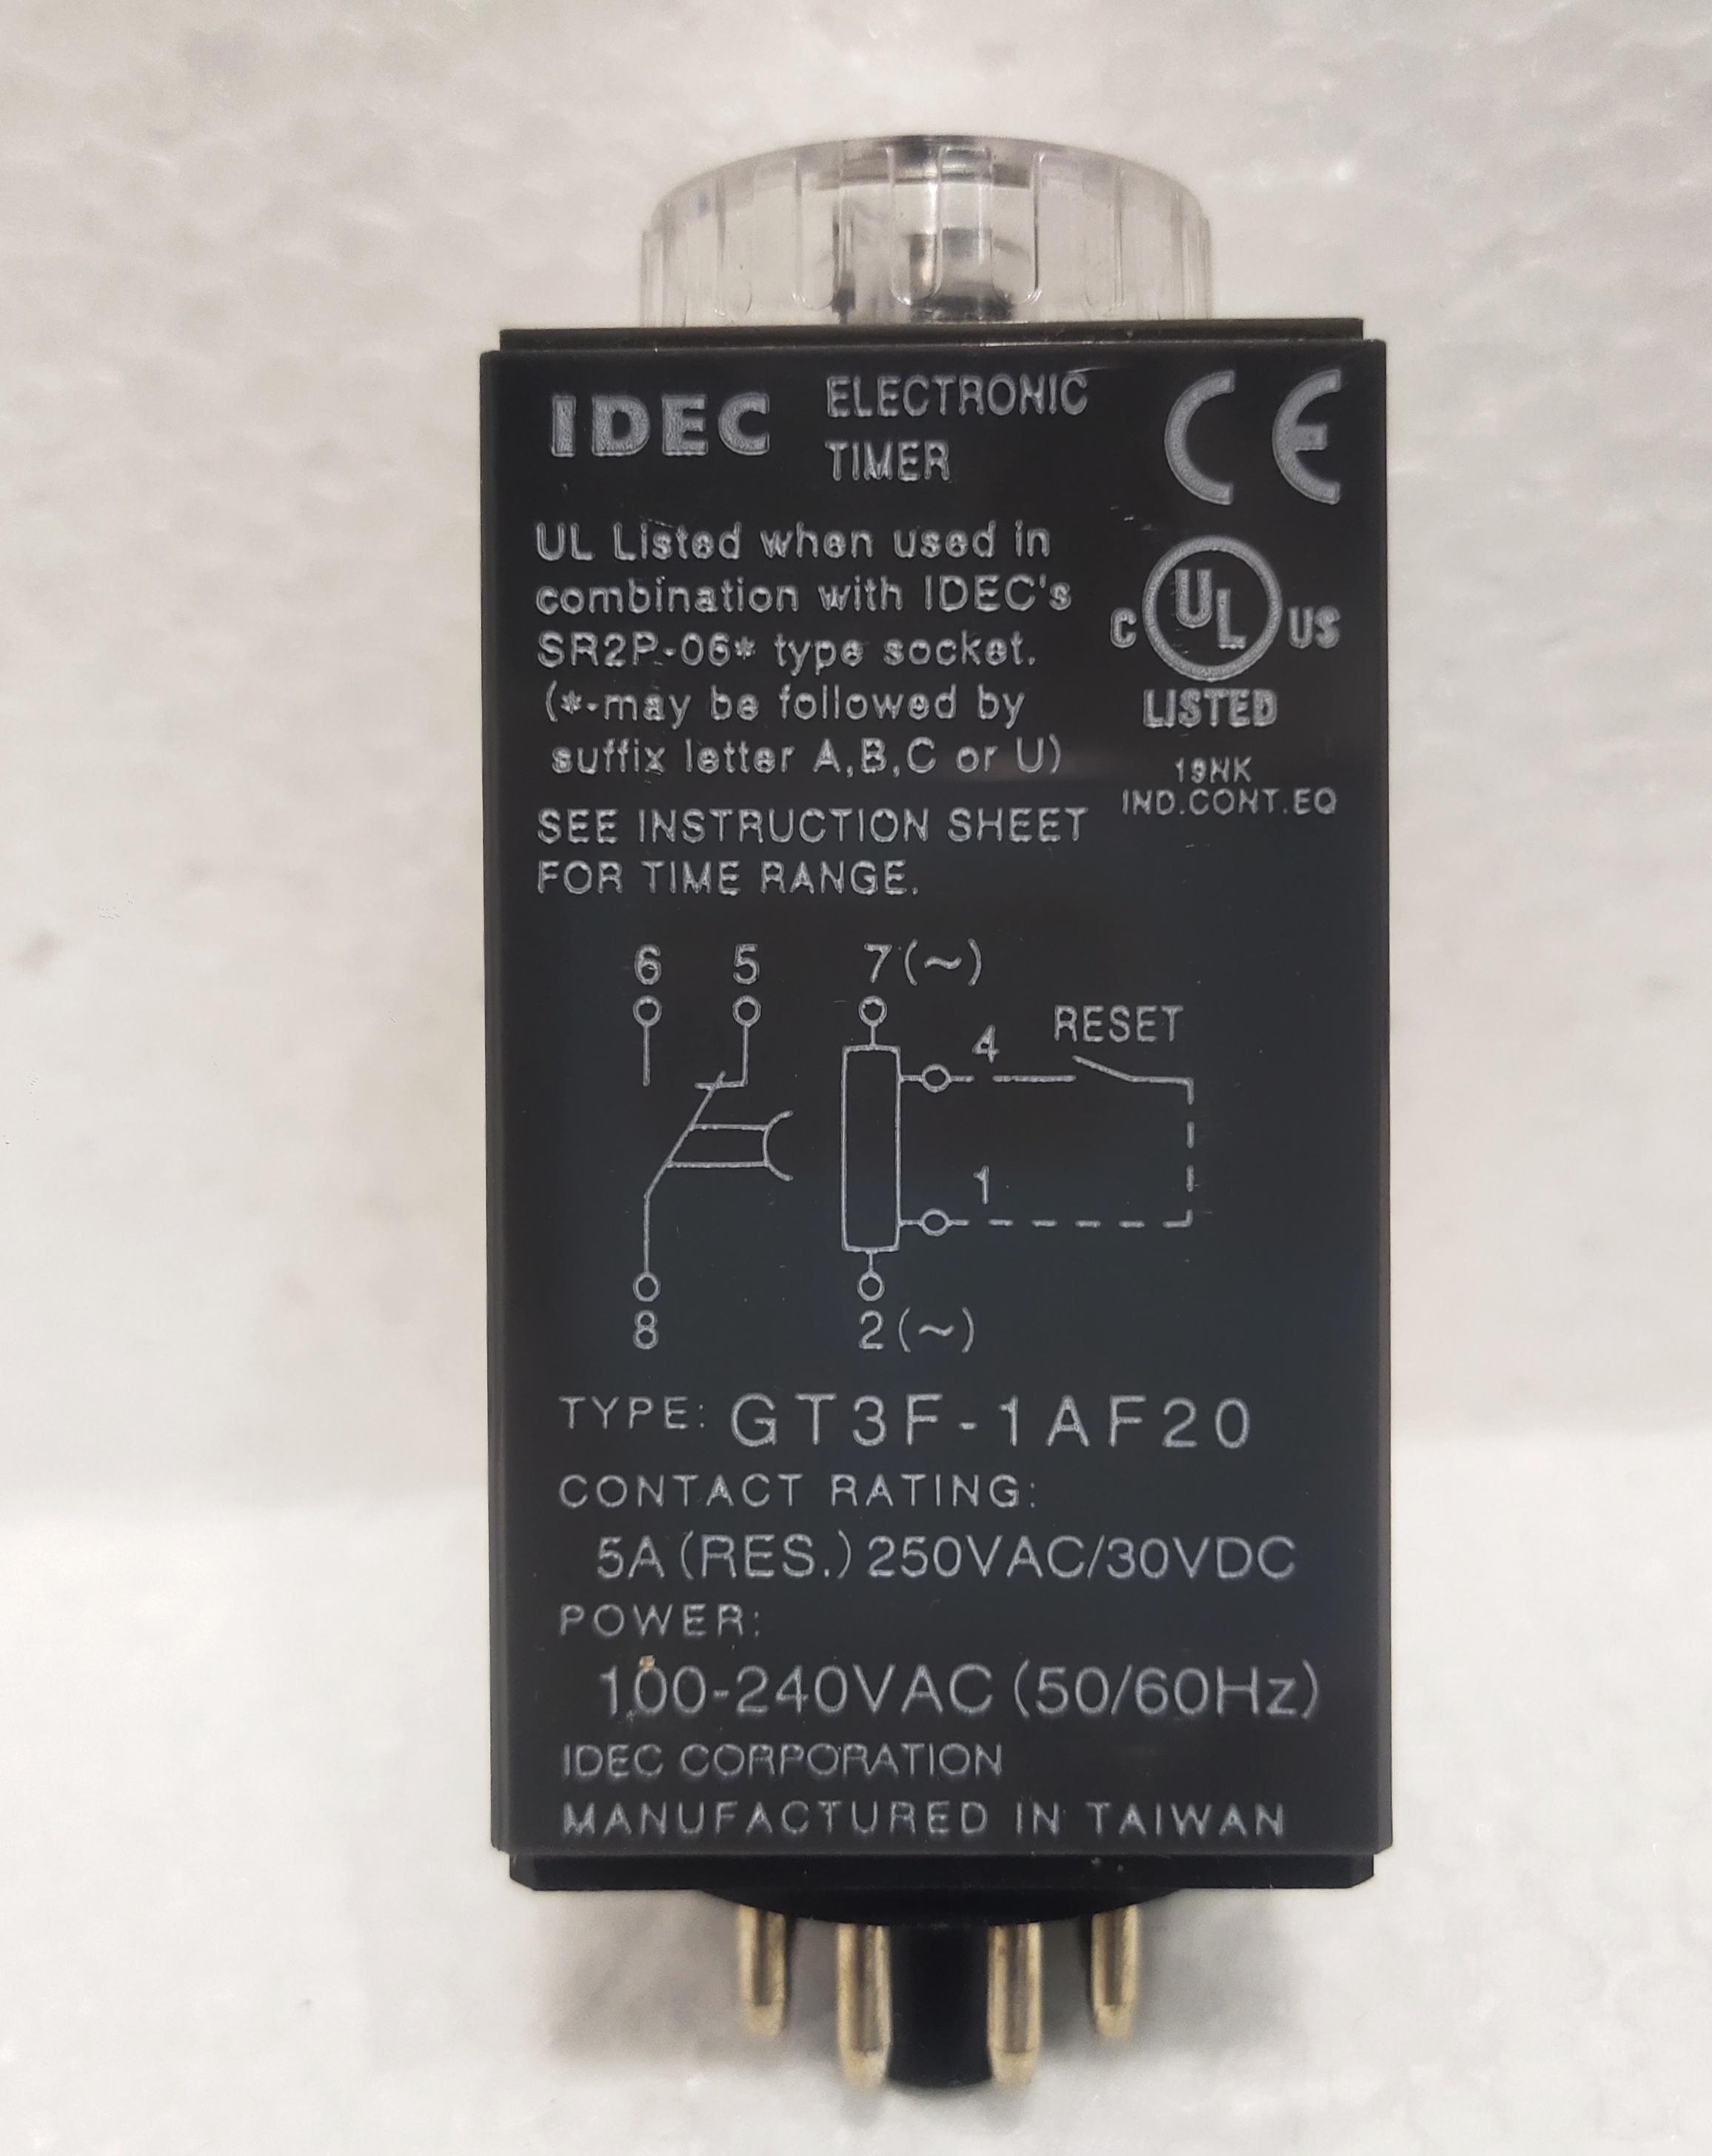 IDEC ELECTRONIC
TIMER
CE
UL Listed when used in
combination with IDEC's
SR2P-06* type socket.
(*-may be followed by
suffix letter A,B,C or U)
C UL US
LISTED
19NK
IND.CONT.EQ
SEE INSTRUCTION SHEET
FOR TIME RANGE.
6 5 7(~)
4 RESET
1
8 2(~)
TYPE: GT3F-1AF20
CONTACT RATING:
5A(RES.)250VAC/30VDC
POWER:
100-240VAC(50/60Hz)
IDEC CORPORATION
MANUFACTURED IN TAIWAN